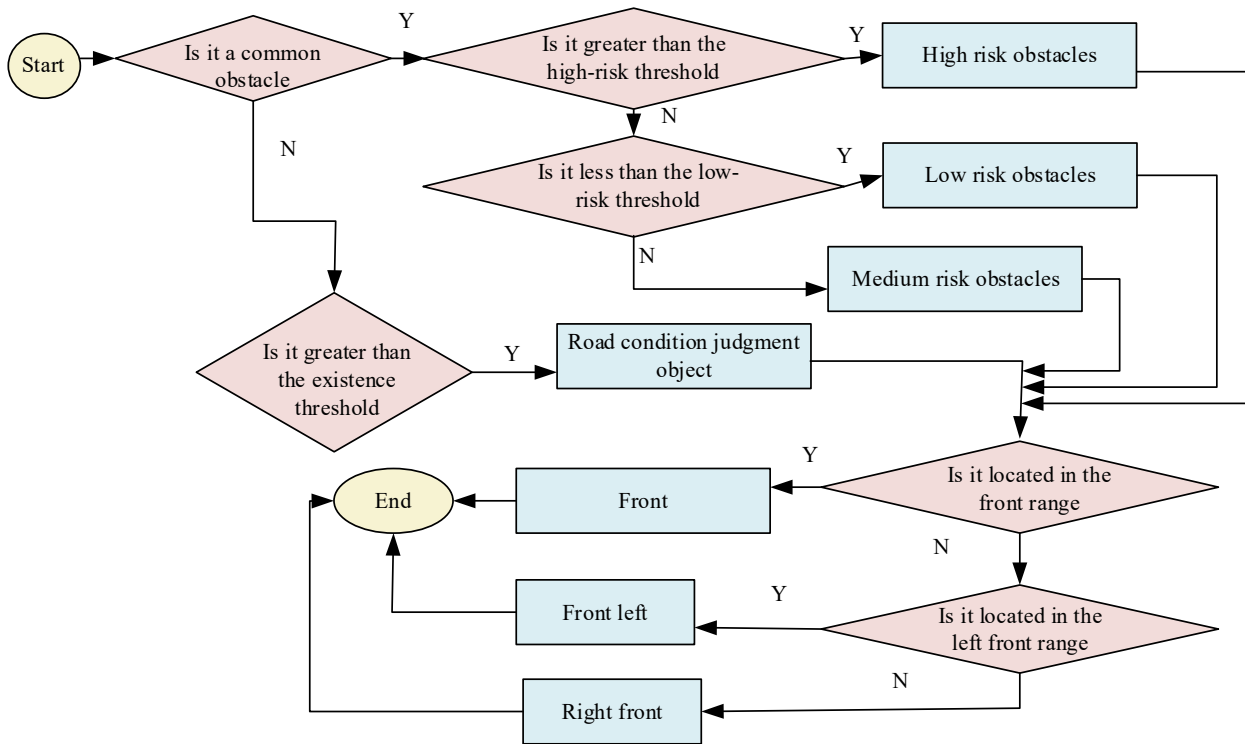 Start
Is it a common
obstacle
Y
Is it greater than the
high-risk threshold
Y
High risk obstacles
N
N
Is it less than the low-
risk threshold
Y
Low risk obstacles
N
Medium risk obstacles
Is it greater than
the existence
threshold
Y
Road condition judgment
object
Is it located in the
front range
Y
Front
End
N
Is it located in the
left front range
Y
Front left
N
Right front